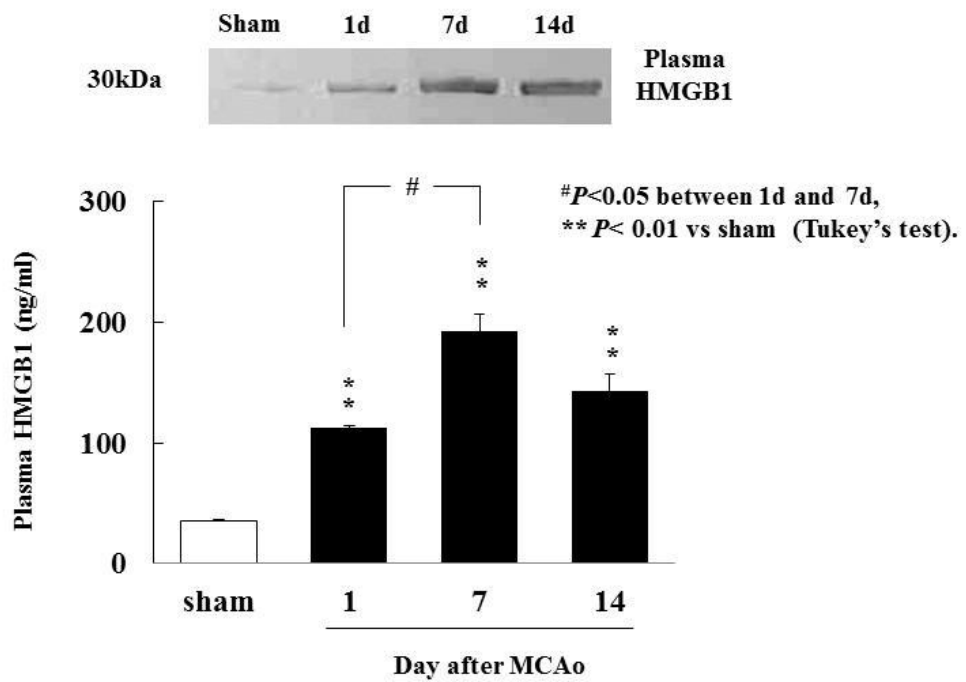 Sham 1d 7d 14d
30kDa
Plasma
HMGB1
#
#P<0.05 between 1d and 7d,
** P< 0.01 vs sham (Tukey's test).
Plasma HMGB1 (ng/ml)
300
200
100
0
**
**
**
sham 1 7 14
Day after MCAo